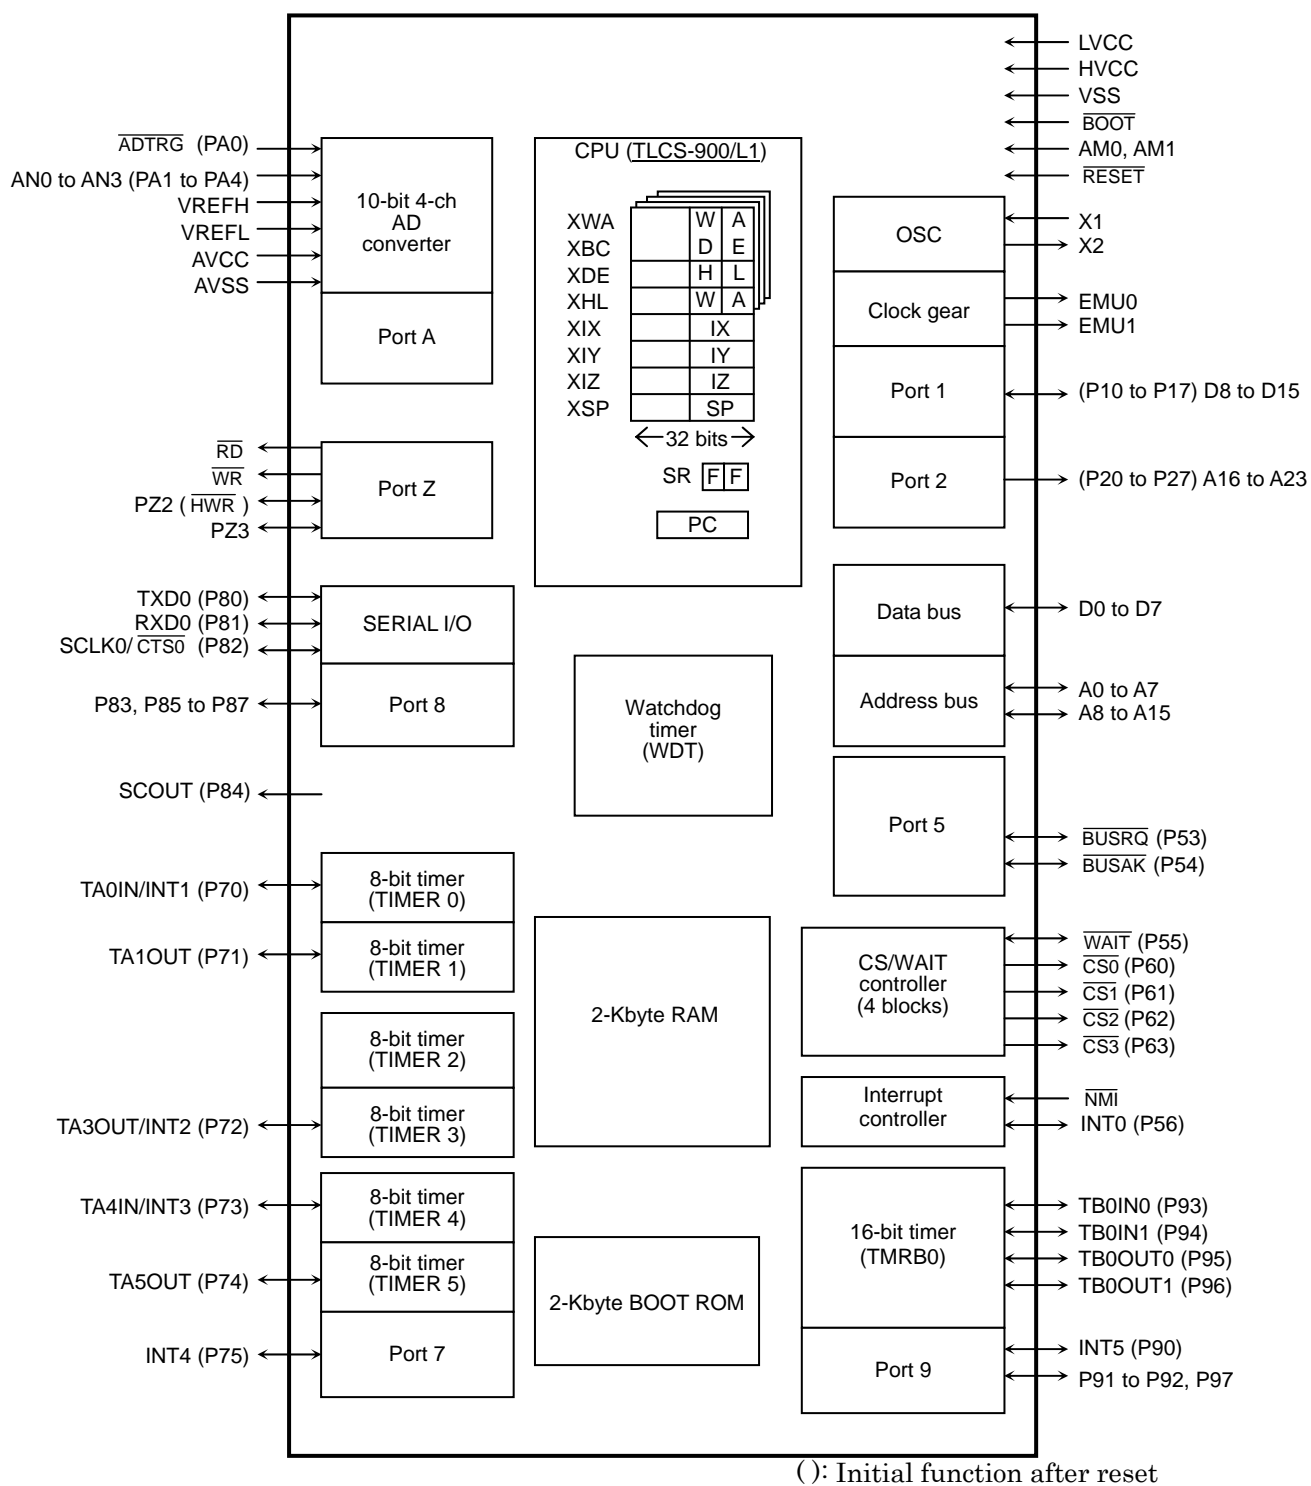 LVCC
HVCC
VSS
BOOT
AM0, AM1
RESET
ADTRG (PA0)
AN0 to AN3 (PA1 to PA4)
VREFH
VREFL
AVCC
AVSS
10-bit 4-ch
AD
converter
Port A
RD
WR
PZ2 ( HWR )
PZ3
Port Z
TXD0 (P80)
RXD0 (P81)
SCLK0/ CTS0 (P82)
SERIAL I/O
P83, P85 to P87
Port 8
SCOUT (P84)
TA0IN/INT1 (P70)
8-bit timer
(TIMER 0)
TA1OUT (P71)
8-bit timer
(TIMER 1)
8-bit timer
(TIMER 2)
TA3OUT/INT2 (P72)
8-bit timer
(TIMER 3)
TA4IN/INT3 (P73)
8-bit timer
(TIMER 4)
TA5OUT (P74)
8-bit timer
(TIMER 5)
INT4 (P75)
Port 7
CPU (TLCS-900/L1)
XWA W A
XBC D E
XDE H L
XHL W A
XIX IX
XIY IY
XIZ IZ
XSP SP
32 bits
SR F F
PC
Watchdog
timer
(WDT)
2-Kbyte RAM
2-Kbyte BOOT ROM
OSC
X1
X2
Clock gear
EMU0
EMU1
Port 1
(P10 to P17) D8 to D15
Port 2
(P20 to P27) A16 to A23
Data bus
D0 to D7
Address bus
A0 to A7
A8 to A15
Port 5
BUSRQ (P53)
BUSAK (P54)
CS/WAIT
controller
(4 blocks)
WAIT (P55)
CS0 (P60)
CS1 (P61)
CS2 (P62)
CS3 (P63)
Interrupt
controller
NMI
INT0 (P56)
16-bit timer
(TMRB0)
TB0IN0 (P93)
TB0IN1 (P94)
TB0OUT0 (P95)
TB0OUT1 (P96)
Port 9
INT5 (P90)
P91 to P92, P97
( ): Initial function after reset